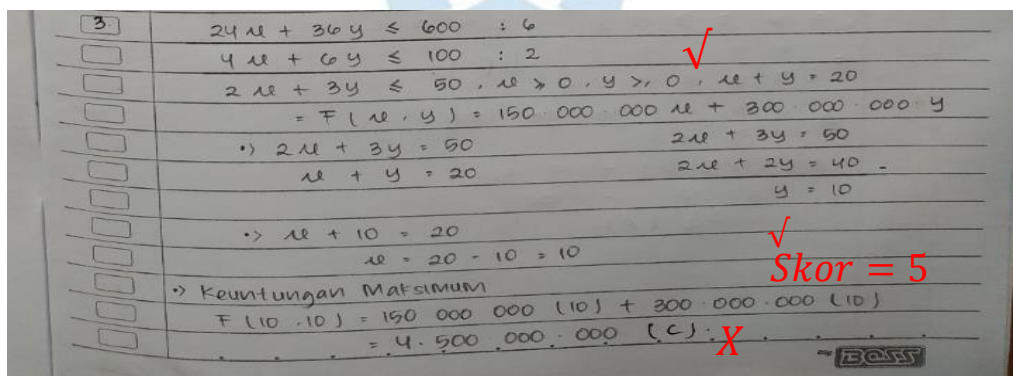 3. 24x + 36y ≤ 600 : 6
4x + 6y ≤ 100 : 2 √
2x + 3y ≤ 50, x ≥ 0, y ≥ 0, x + y = 20
= F(x, y) = 150 000 000 x + 300 000 000 y
•) 2x + 3y = 50 2x + 3y = 50
x + y = 20 2x + 2y = 40 -
y = 10
•> x + 10 = 20 √
x = 20 - 10 = 10 Skor = 5
•> Keuntungan Maksimum
F(10.10) = 150 000 000 (10) + 300.000.000 (10)
= 4.500.000.000 (C). X
BOSS